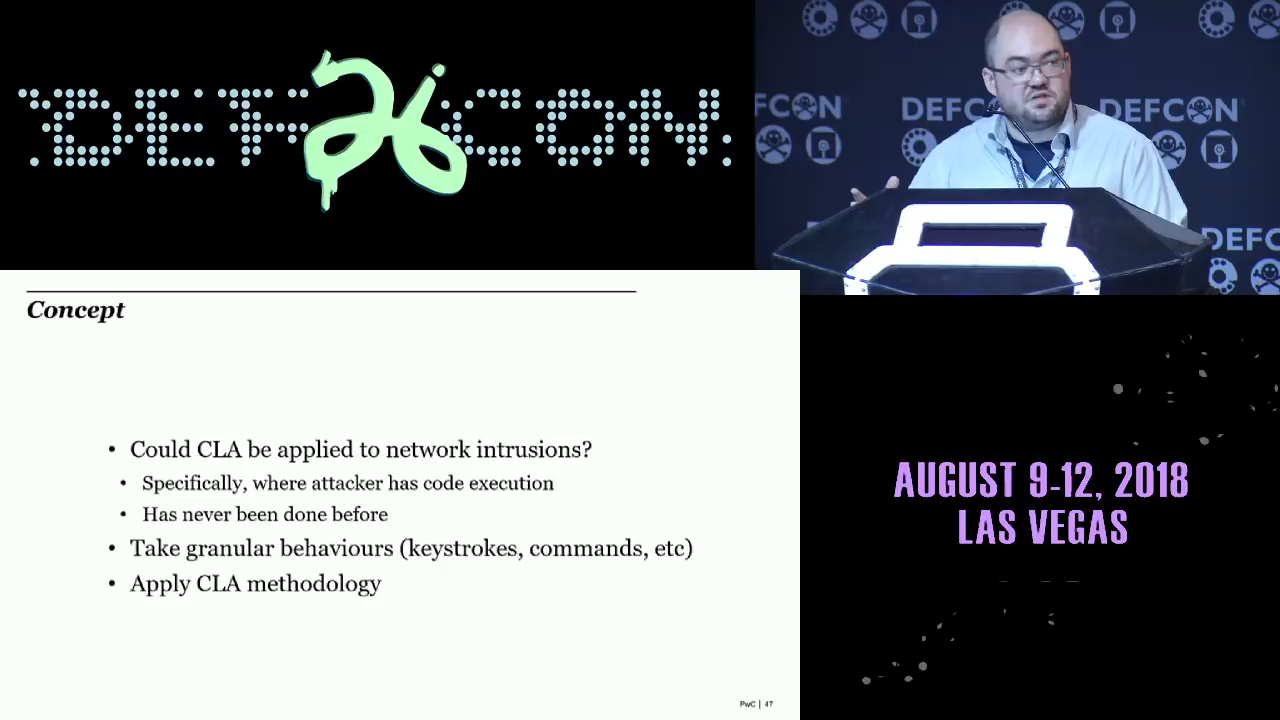 DEF CON 26
DEFCON DEFCON DEFCON
DEFC
Concept
• Could CLA be applied to network intrusions?
• Specifically, where attacker has code execution
• Has never been done before
• Take granular behaviours (keystrokes, commands, etc)
• Apply CLA methodology
PwC | 47
AUGUST 9-12, 2018
LAS VEGAS